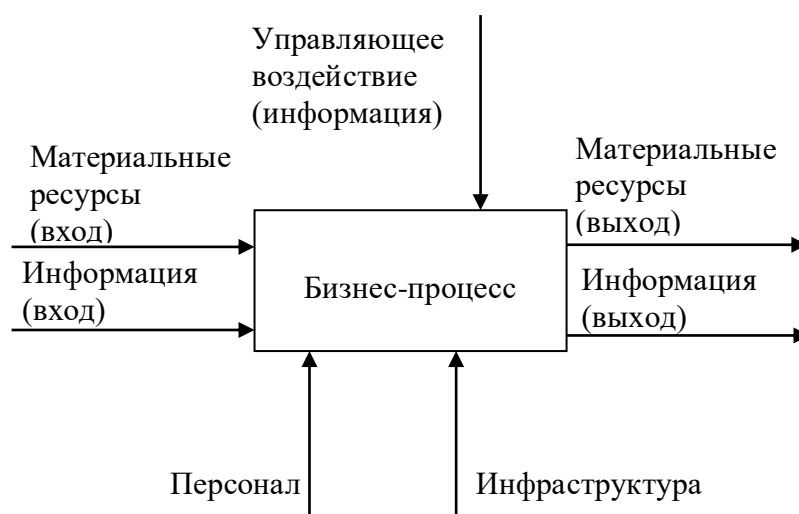 Управляющее
воздействие
(информация)
Материальные
ресурсы
(вход)
Материальные
ресурсы
(выход)
Информация
(вход)
Бизнес-процесс
Информация
(выход)
Персонал
Инфраструктура